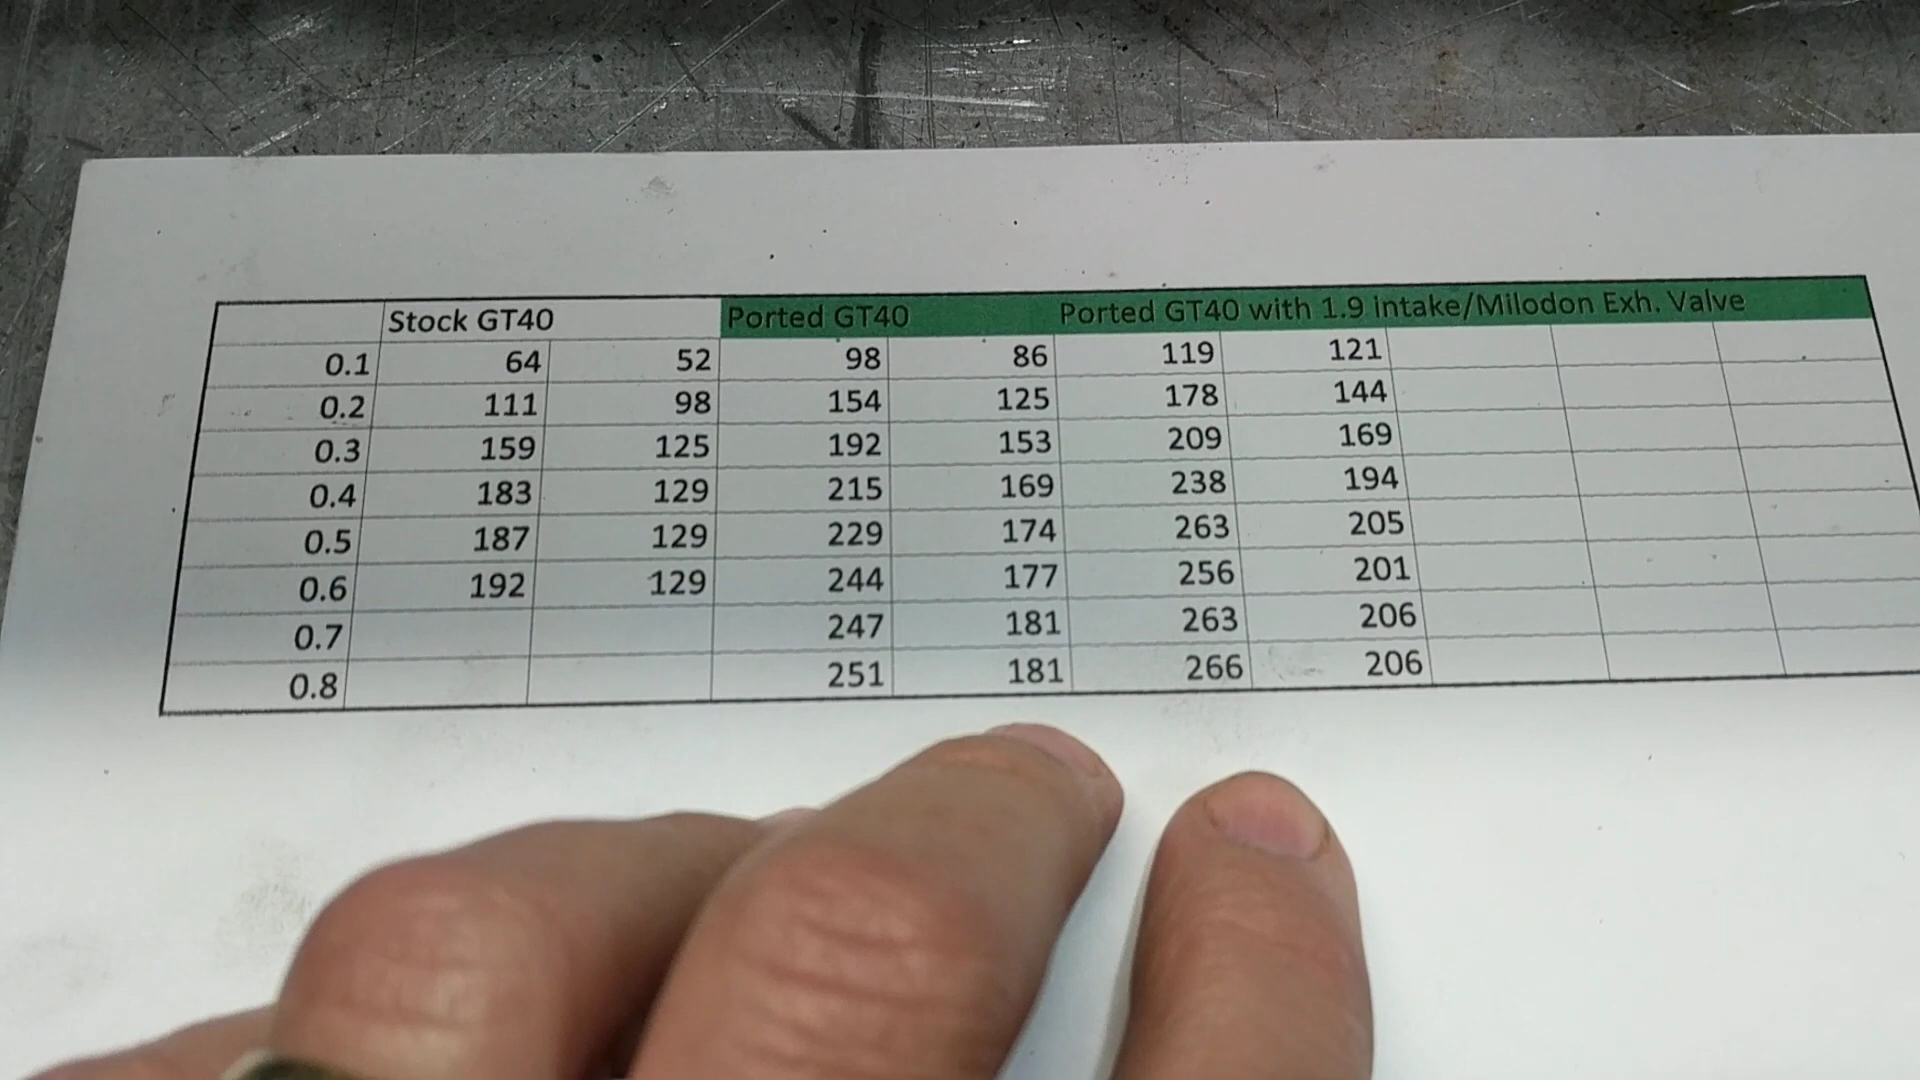 Stock GT40 Ported GT40 Ported GT40 with 1.9 intake/Milodon Exh. Valve
0.1 64 52 98 86 119 121
0.2 111 98 154 125 178 144
0.3 159 125 192 153 209 169
0.4 183 129 215 169 238 194
0.5 187 129 229 174 263 205
0.6 192 129 244 177 256 201
0.7 247 181 263 206
0.8 251 181 266 206